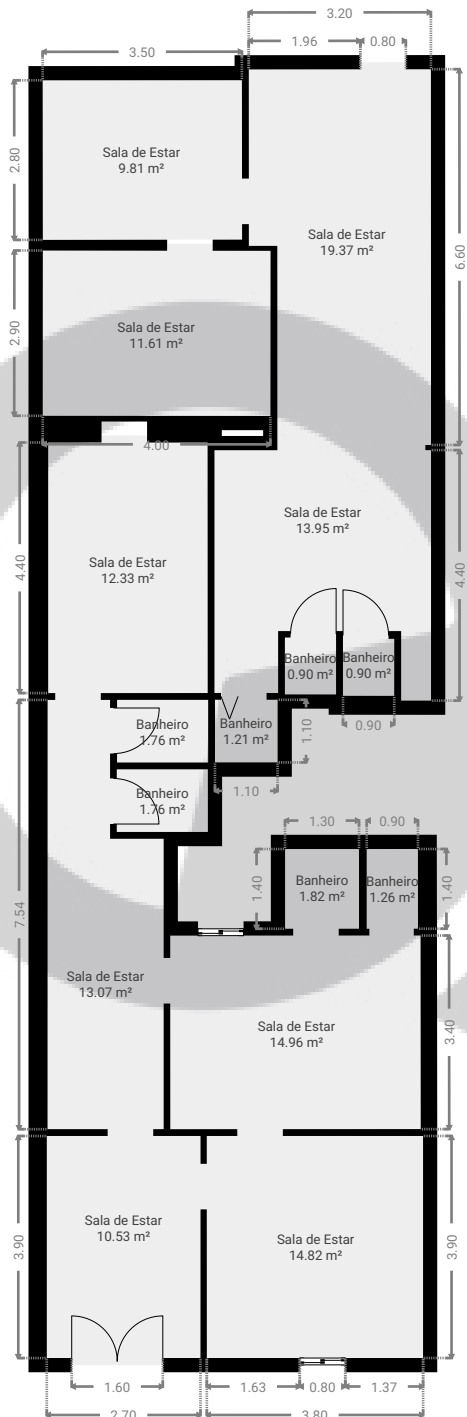 3.20
3.50
1.96
0.80
Sala de Estar
9.81 m²
2.80
Sala de Estar
19.37 m²
6.60
Sala de Estar
11.61 m²
2.90
4.00
Sala de Estar
13.95 m²
4.40
Sala de Estar
12.33 m²
4.40
Banheiro
0.90 m²
Banheiro
0.90 m²
Banheiro
1.76 m²
Banheiro
1.21 m²
1.10
0.90
Banheiro
1.76 m²
1.10
1.30
0.90
1.40
Banheiro
1.82 m²
Banheiro
1.26 m²
1.40
7.54
Sala de Estar
13.07 m²
Sala de Estar
14.96 m²
3.40
Sala de Estar
10.53 m²
3.90
Sala de Estar
14.82 m²
3.90
1.60
1.63
0.80
1.37
2.70
3.80